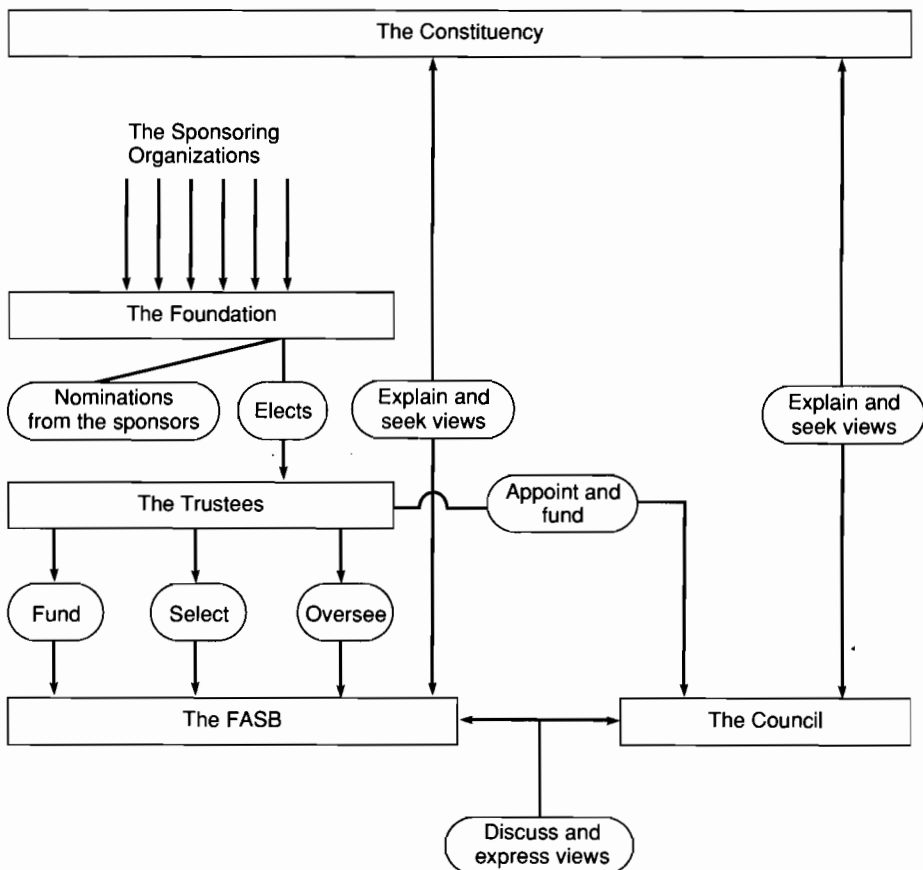 The Constituency
The Sponsoring
Organizations
The Foundation
Nominations
from the sponsors
Elects
Explain and
seek views
Explain and
seek views
The Trustees
Appoint and
fund
Fund
Select
Oversee
The FASB
The Council
Discuss and
express views